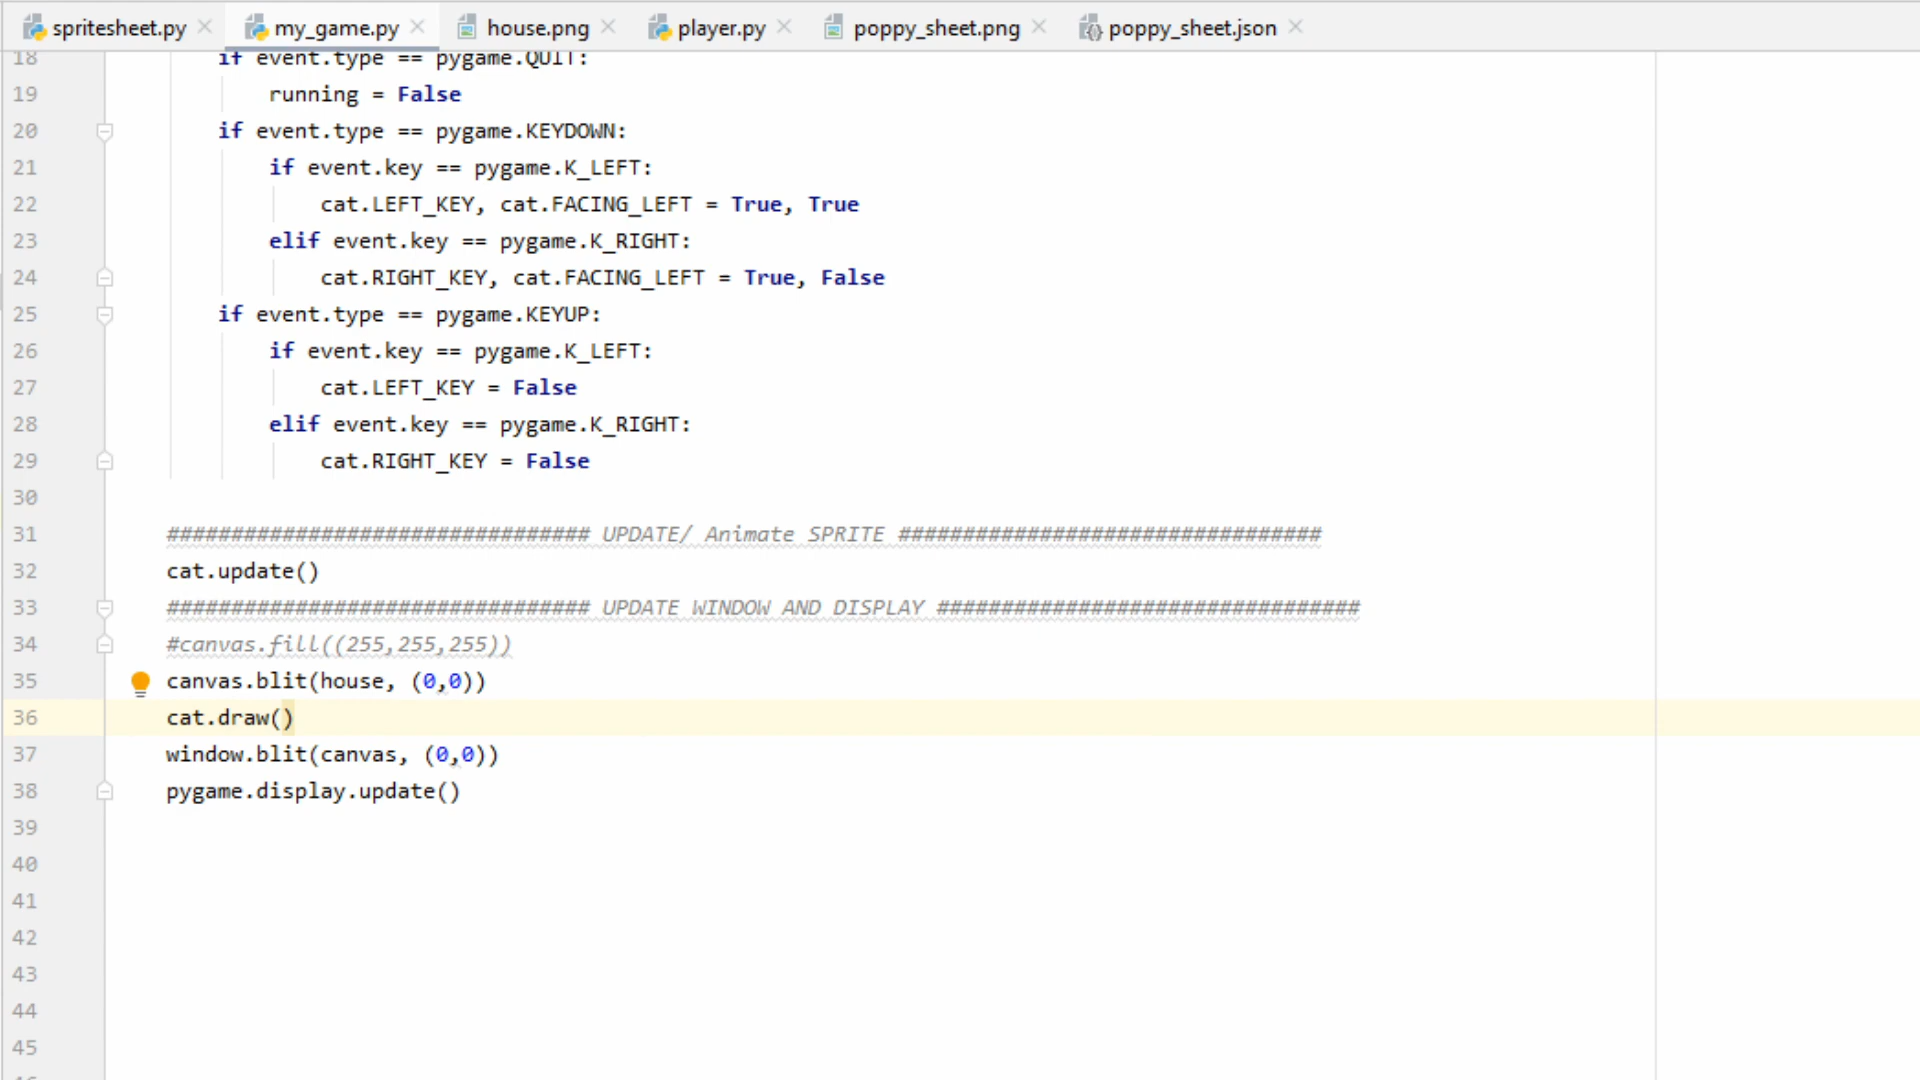 spritesheet.py my_game.py house.png player.py poppy_sheet.png poppy_sheet.json
18 if event.type == pygame.QUIT:
19 running = False
20 if event.type == pygame.KEYDOWN:
21 if event.key == pygame.K_LEFT:
22 cat.LEFT_KEY, cat.FACING_LEFT = True, True
23 elif event.key == pygame.K_RIGHT:
24 cat.RIGHT_KEY, cat.FACING_LEFT = True, False
25 if event.type == pygame.KEYUP:
26 if event.key == pygame.K_LEFT:
27 cat.LEFT_KEY = False
28 elif event.key == pygame.K_RIGHT:
29 cat.RIGHT_KEY = False
30
31 ################################# UPDATE/ Animate SPRITE #################################
32 cat.update()
33 ################################# UPDATE WINDOW AND DISPLAY #################################
34 #canvas.fill((255,255,255))
35 canvas.blit(house, (0,0))
36 cat.draw()
37 window.blit(canvas, (0,0))
38 pygame.display.update()
39
40
41
42
43
44
45